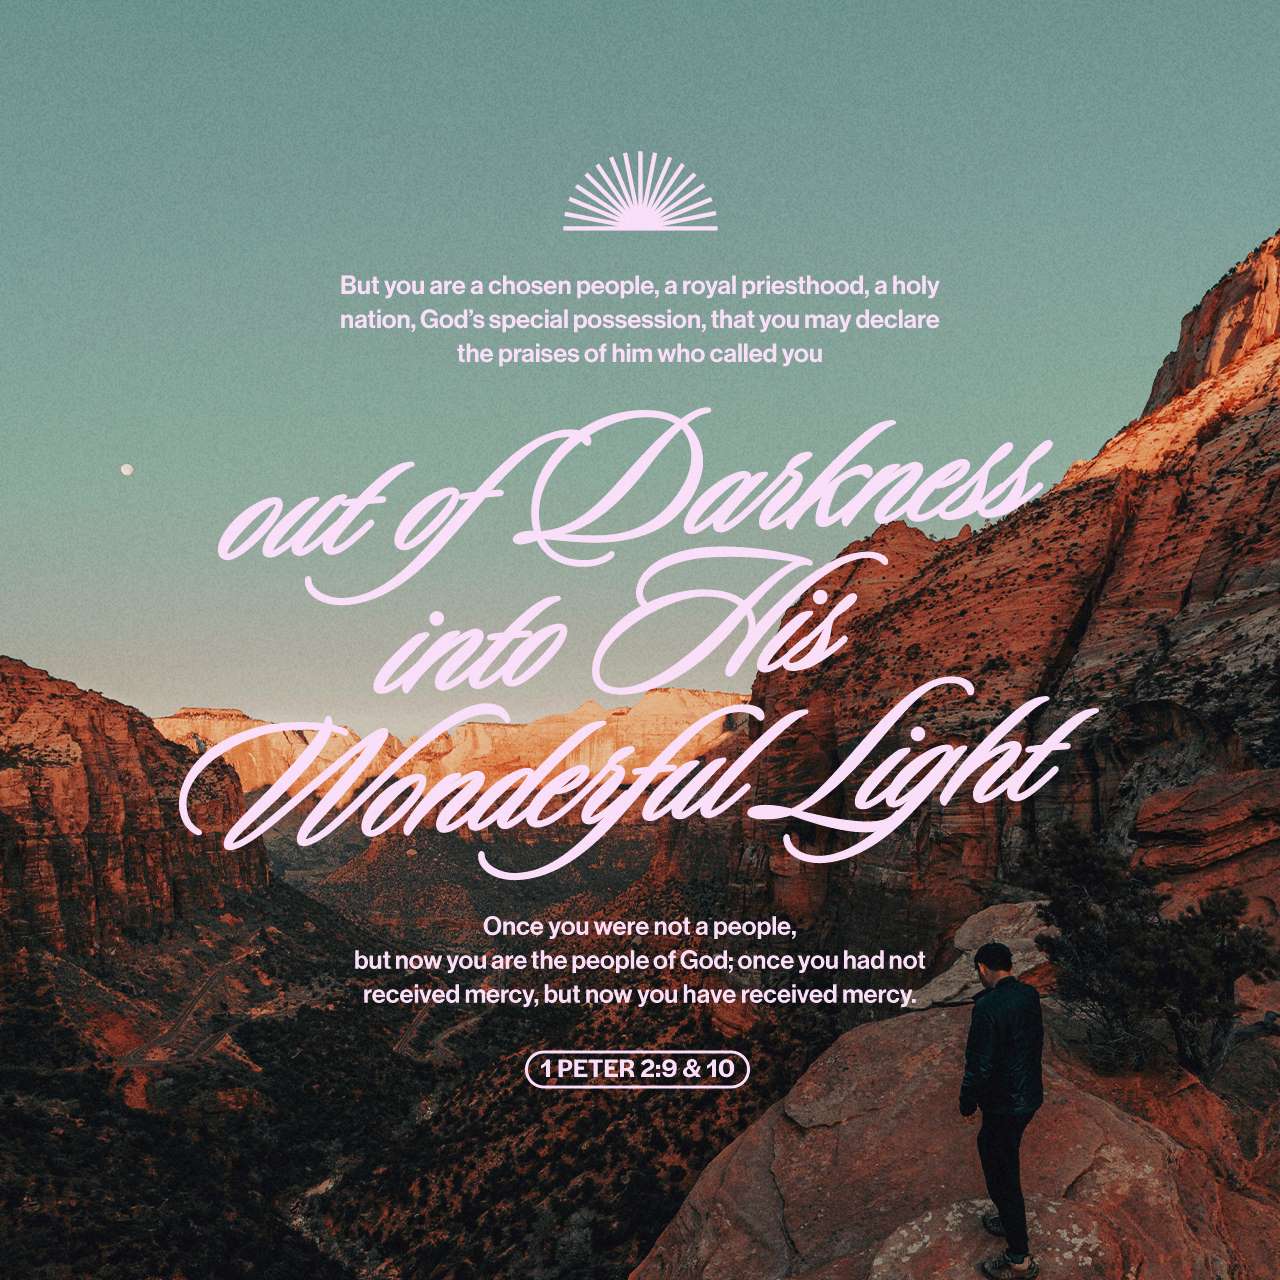 But you are a chosen people, a royal priesthood, a holy
nation, God’s special possession, that you may declare
the praises of him who called you
out of Darkness
into His
Wonderful Light
Once you were not a people,
but now you are the people of God; once you had not
received mercy, but now you have received mercy.
1 PETER 2:9 & 10